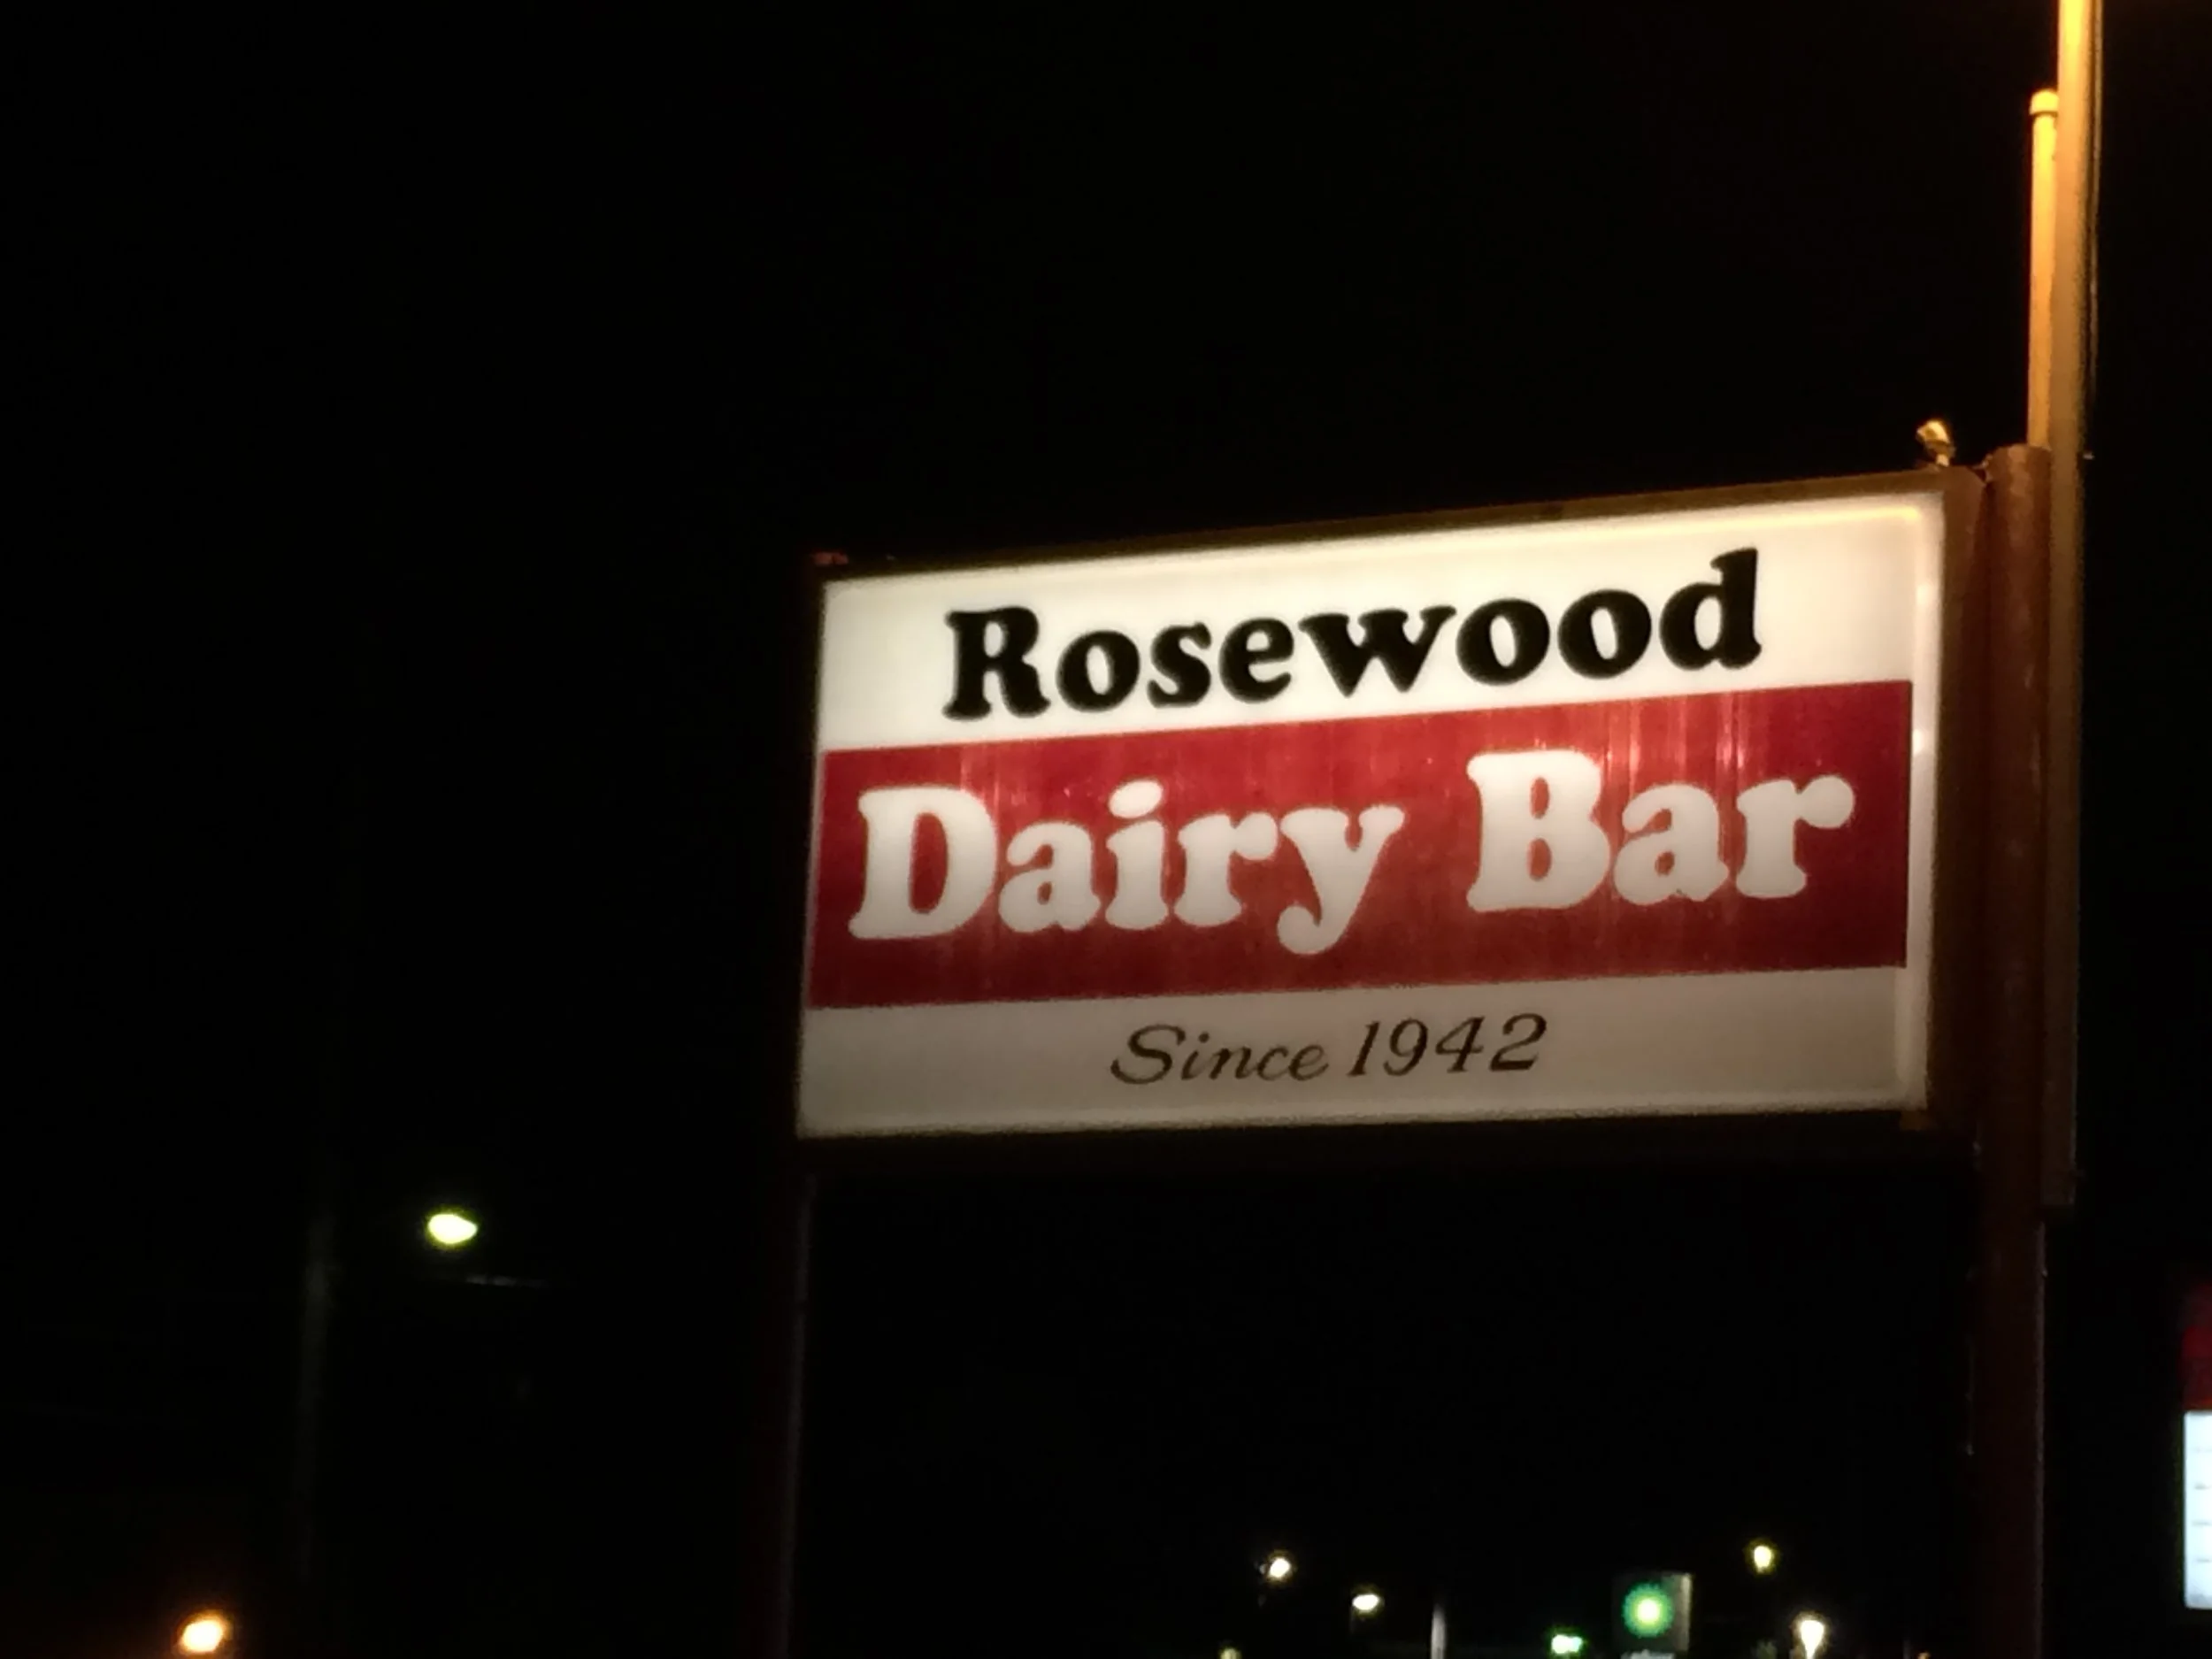 Rosewood
Dairy Bar
Since 1942